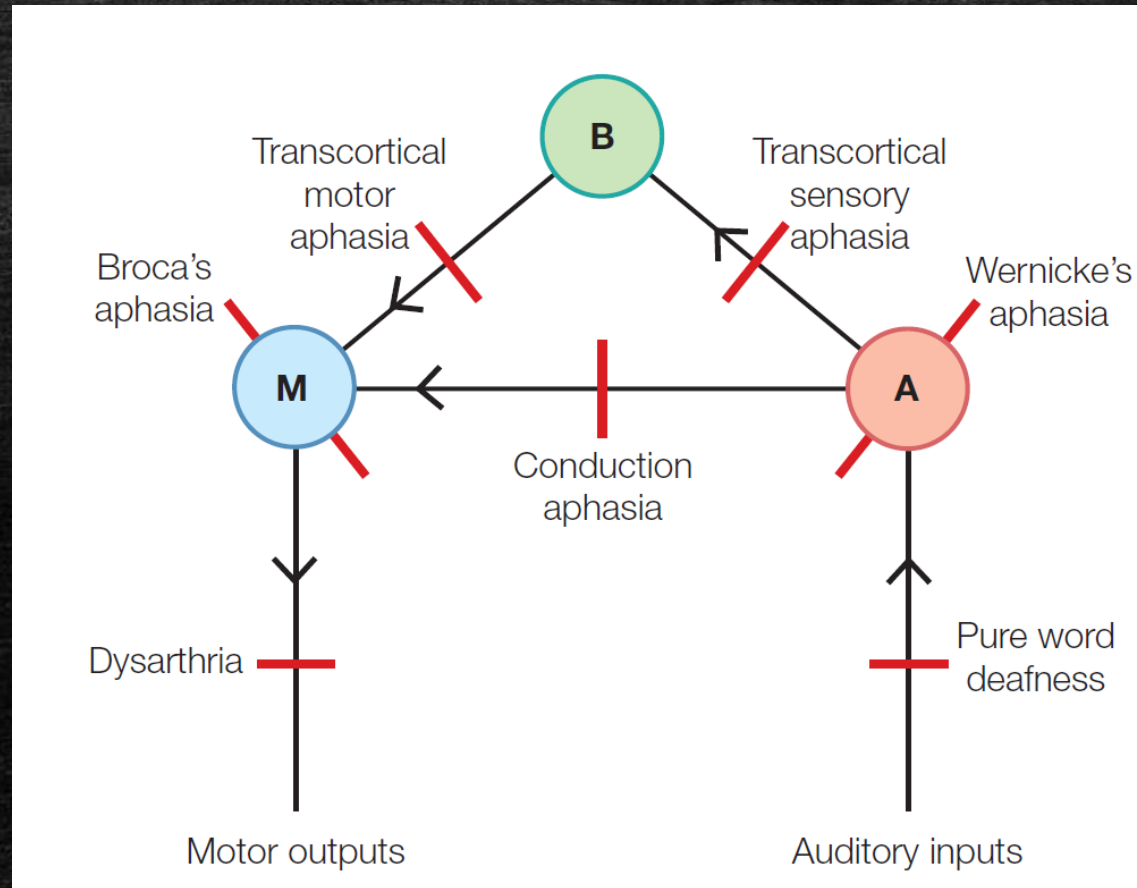 B
Transcortical
motor
aphasia
Transcortical
sensory
aphasia
Broca's
aphasia
Wernicke's
aphasia
M
A
Conduction
aphasia
Dysarthria
Pure word
deafness
Motor outputs
Auditory inputs